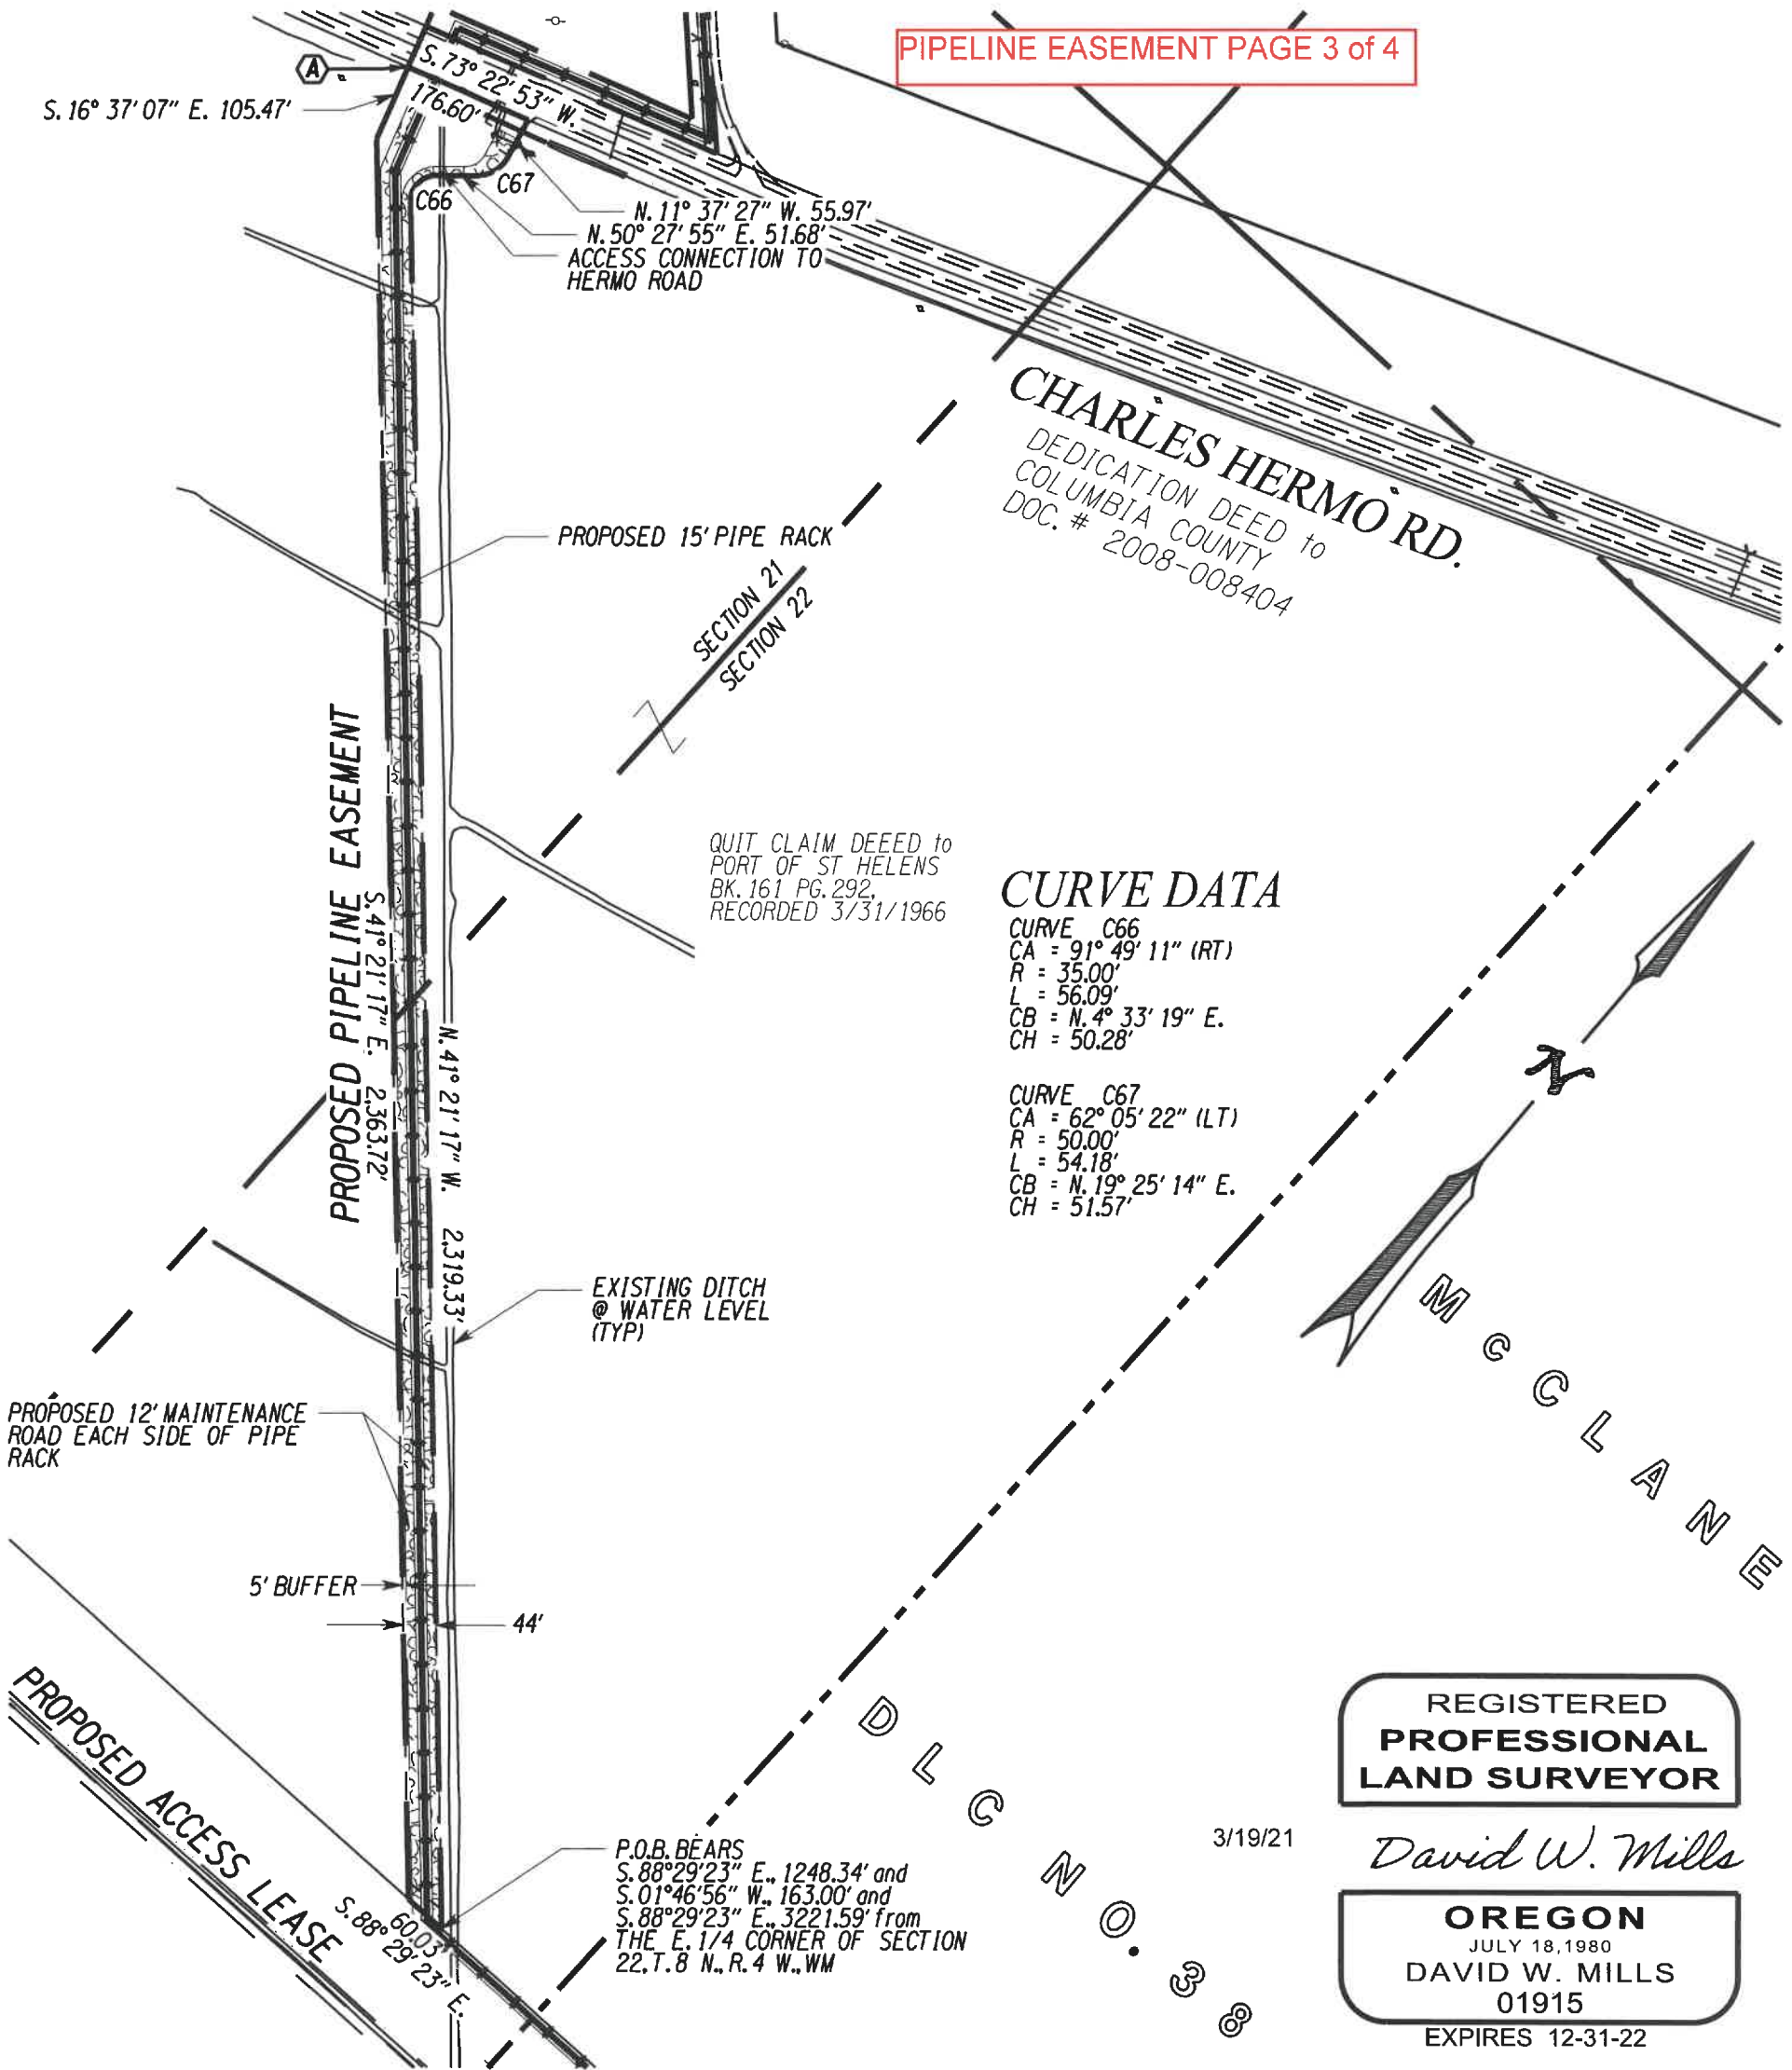 PIPELINE EASEMENT PAGE 3 of 4
A
S. 16° 37' 07" E. 105.47'
S. 73° 22' 53" W.
176.60'
C66
C67
N. 11° 37' 27" W. 55.97'
N. 50° 27' 55" E. 51.68'
ACCESS CONNECTION TO
HERMO ROAD
CHARLES HERMO RD.
DEDICATION DEED to
COLUMBIA COUNTY
DOC. # 2008-008404
PROPOSED 15' PIPE RACK
SECTION 21
SECTION 22
PROPOSED PIPELINE EASEMENT
S. 41° 21' 17" E. 2,363.72'
N. 41° 21' 17" W. 2,319.33'
QUIT CLAIM DEEED to
PORT OF ST HELENS
BK. 161 PG. 292,
RECORDED 3/31/1966
CURVE DATA
CURVE C66
CA = 91° 49' 11" (RT)
R = 35.00'
L = 56.09'
CB = N. 4° 33' 19" E.
CH = 50.28'
CURVE C67
CA = 62° 05' 22" (LT)
R = 50.00'
L = 54.18'
CB = N. 19° 25' 14" E.
CH = 51.57'
N
EXISTING DITCH
@ WATER LEVEL
(TYP)
PROPOSED 12' MAINTENANCE
ROAD EACH SIDE OF PIPE
RACK
5' BUFFER
44'
McCLANE
DLC NO. 38
PROPOSED ACCESS LEASE
60.03'
S. 88° 29' 23" E.
P.O.B. BEARS
S. 88°29'23" E., 1248.34' and
S. 01°46'56" W., 163.00' and
S. 88°29'23" E., 3221.59' from
THE E. 1/4 CORNER OF SECTION
22, T. 8 N., R. 4 W., WM
REGISTERED
PROFESSIONAL
LAND SURVEYOR
3/19/21
David W. Mills
OREGON
JULY 18, 1980
DAVID W. MILLS
01915
EXPIRES 12-31-22